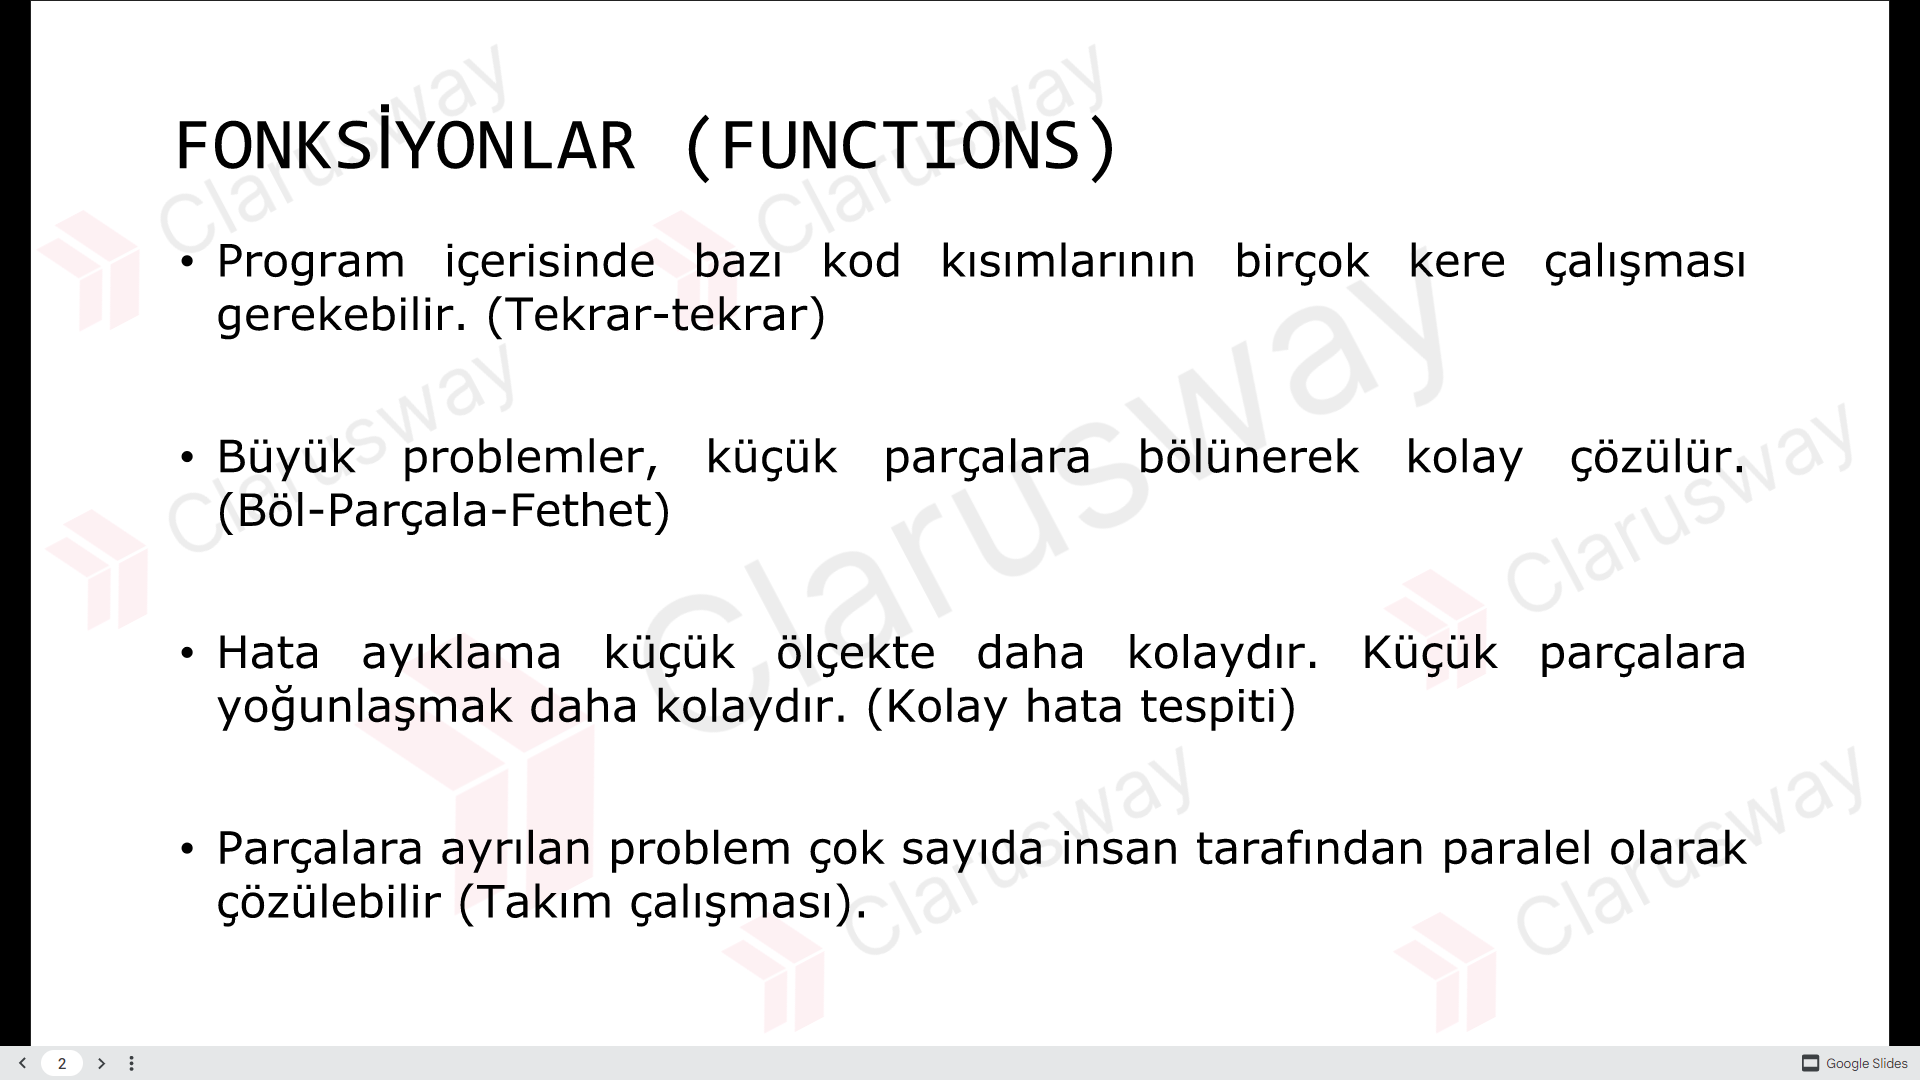 FONKSİYONLAR (FUNCTIONS)
• Program içerisinde bazı kod kısımlarının birçok kere çalışması
gerekebilir. (Tekrar-tekrar)
• Büyük problemler, küçük parçalara bölünerek kolay çözülür.
(Böl-Parçala-Fethet)
• Hata ayıklama küçük ölçekte daha kolaydır. Küçük parçalara
yoğunlaşmak daha kolaydır. (Kolay hata tespiti)
• Parçalara ayrılan problem çok sayıda insan tarafından paralel olarak
çözülebilir (Takım çalışması).
Clarusway
Clarusway
Clarusway
Clarusway
Clarusway
Clarusway
Clarusway
2
Google Slides